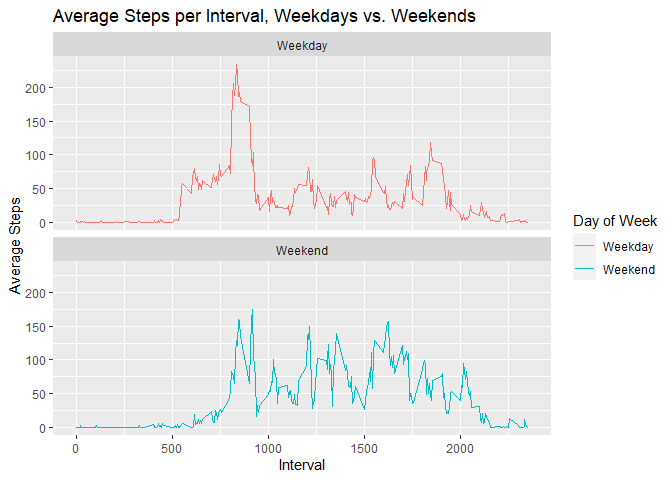 Average Steps per Interval, Weekdays vs. Weekends
Weekday
200
150
100
50
0
Weekend
200
150
100
50
0
Average Steps
0 500 1000 1500 2000
Interval
Day of Week
Weekday
Weekend